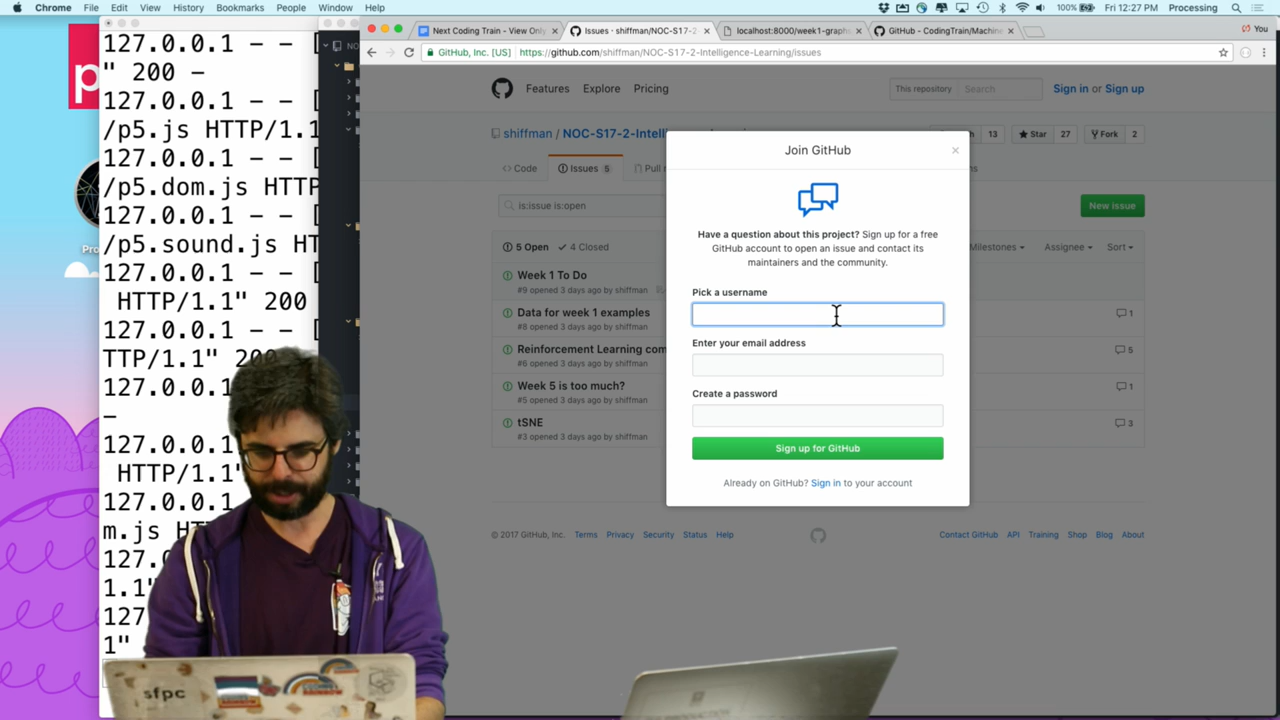 Chrome File Edit View History Bookmarks People Window Help
100% Fri 12:27 PM Processing
127.0.0.1 - - [
" 200 -
127.0.0.1 - - [
/p5.js HTTP/1.1
127.0.0.1 - - [
/p5.dom.js HTTP
127.0.0.1 - - [
/p5.sound.js HT
127.0.0.1 - - [
HTTP/1.1" 200
127.0.0.1 - - [
TTP/1.1" 200 -
127.0.0.1
-
127.0.0.1
HTTP/1.1"
127.0.0.1
m.js HT
127.0
1.1"
127
1"
sfpc
Next Coding Train - View Only
Issues · shiffman/NOC-S17-2-
localhost:8000/week1-graph
GitHub - CodingTrain/Machine
You
GitHub, Inc. [US] https://github.com/shiffman/NOC-S17-2-Intelligence-Learning/issues
Features Explore Pricing
This repository Search
Sign in or Sign up
shiffman / NOC-S17-2-Intelli
13 Star 27 Fork 2
Code Issues 5 Pull
is:issue is:open
New issue
5 Open 4 Closed
Milestones Assignee Sort
Week 1 To Do
#9 opened 3 days ago by shiffman
Data for week 1 examples
#8 opened 3 days ago by shiffman
1
Reinforcement Learning com
#6 opened 3 days ago by shiffman
5
Week 5 is too much?
#5 opened 3 days ago by shiffman
1
tSNE
#3 opened 3 days ago by shiffman
3
Join GitHub
Have a question about this project? Sign up for a free
GitHub account to open an issue and contact its
maintainers and the community.
Pick a username
Enter your email address
Create a password
Sign up for GitHub
Already on GitHub? Sign in to your account
© 2017 GitHub, Inc. Terms Privacy Security Status Help
Contact GitHub API Training Shop Blog About